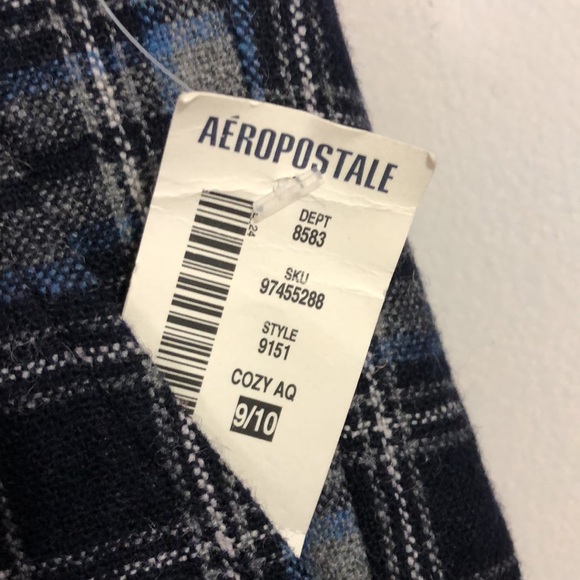 AÉROPOSTALE
DEPT
8583
SKU
97455288
STYLE
9151
COZY AQ
9/10